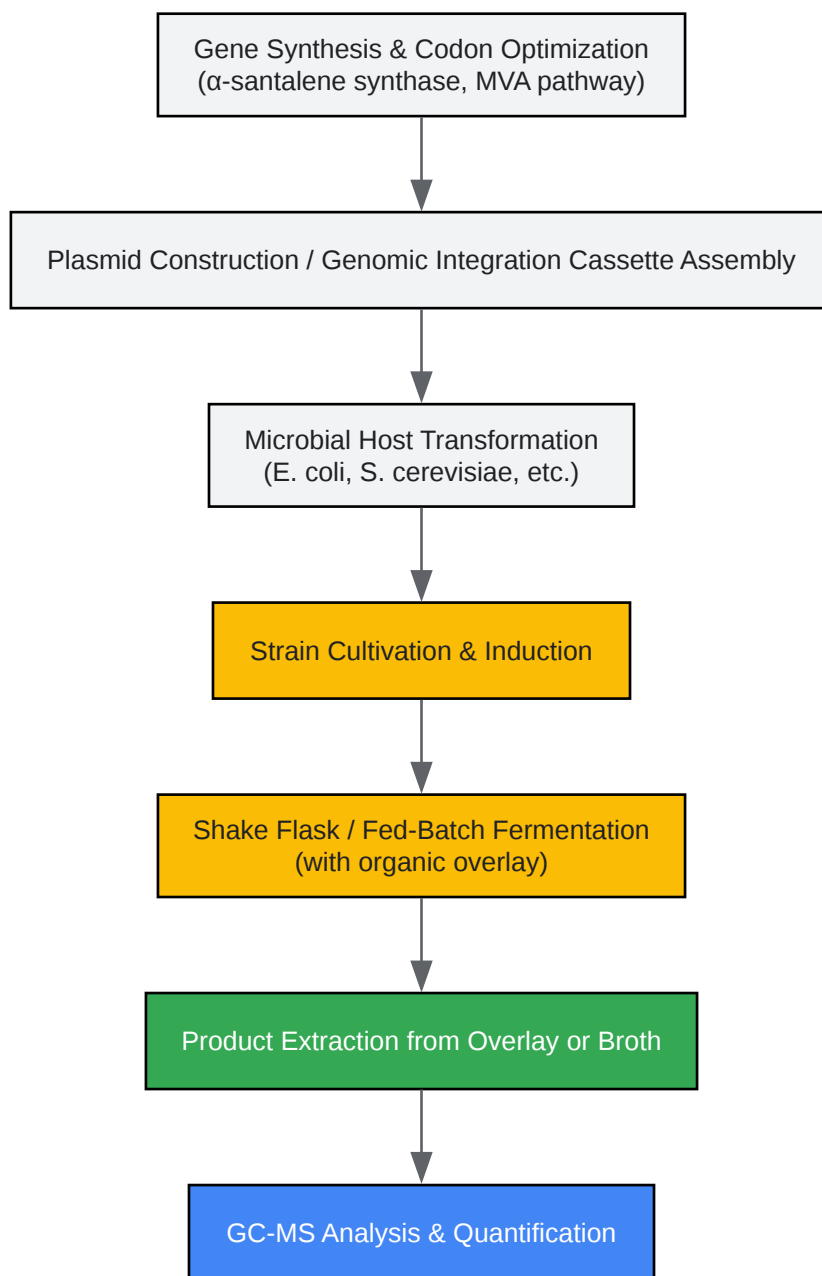 Gene Synthesis & Codon Optimization
(α-santalene synthase, MVA pathway)
Plasmid Construction / Genomic Integration Cassette Assembly
Microbial Host Transformation
(E. coli, S. cerevisiae, etc.)
Strain Cultivation & Induction
Shake Flask / Fed-Batch Fermentation
(with organic overlay)
Product Extraction from Overlay or Broth
GC-MS Analysis & Quantification